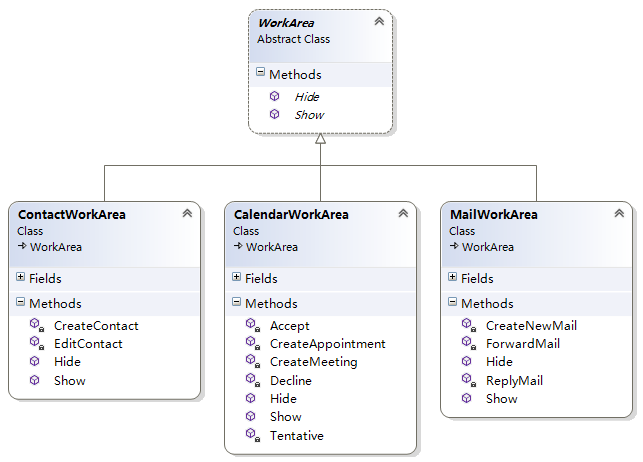 WorkArea
Abstract Class
Methods
Hide
Show
ContactWorkArea
Class
WorkArea
Fields
Methods
CreateContact
EditContact
Hide
Show
CalendarWorkArea
Class
WorkArea
Fields
Methods
Accept
CreateAppointment
CreateMeeting
Decline
Hide
Show
Tentative
MailWorkArea
Class
WorkArea
Fields
Methods
CreateNewMail
ForwardMail
Hide
ReplyMail
Show